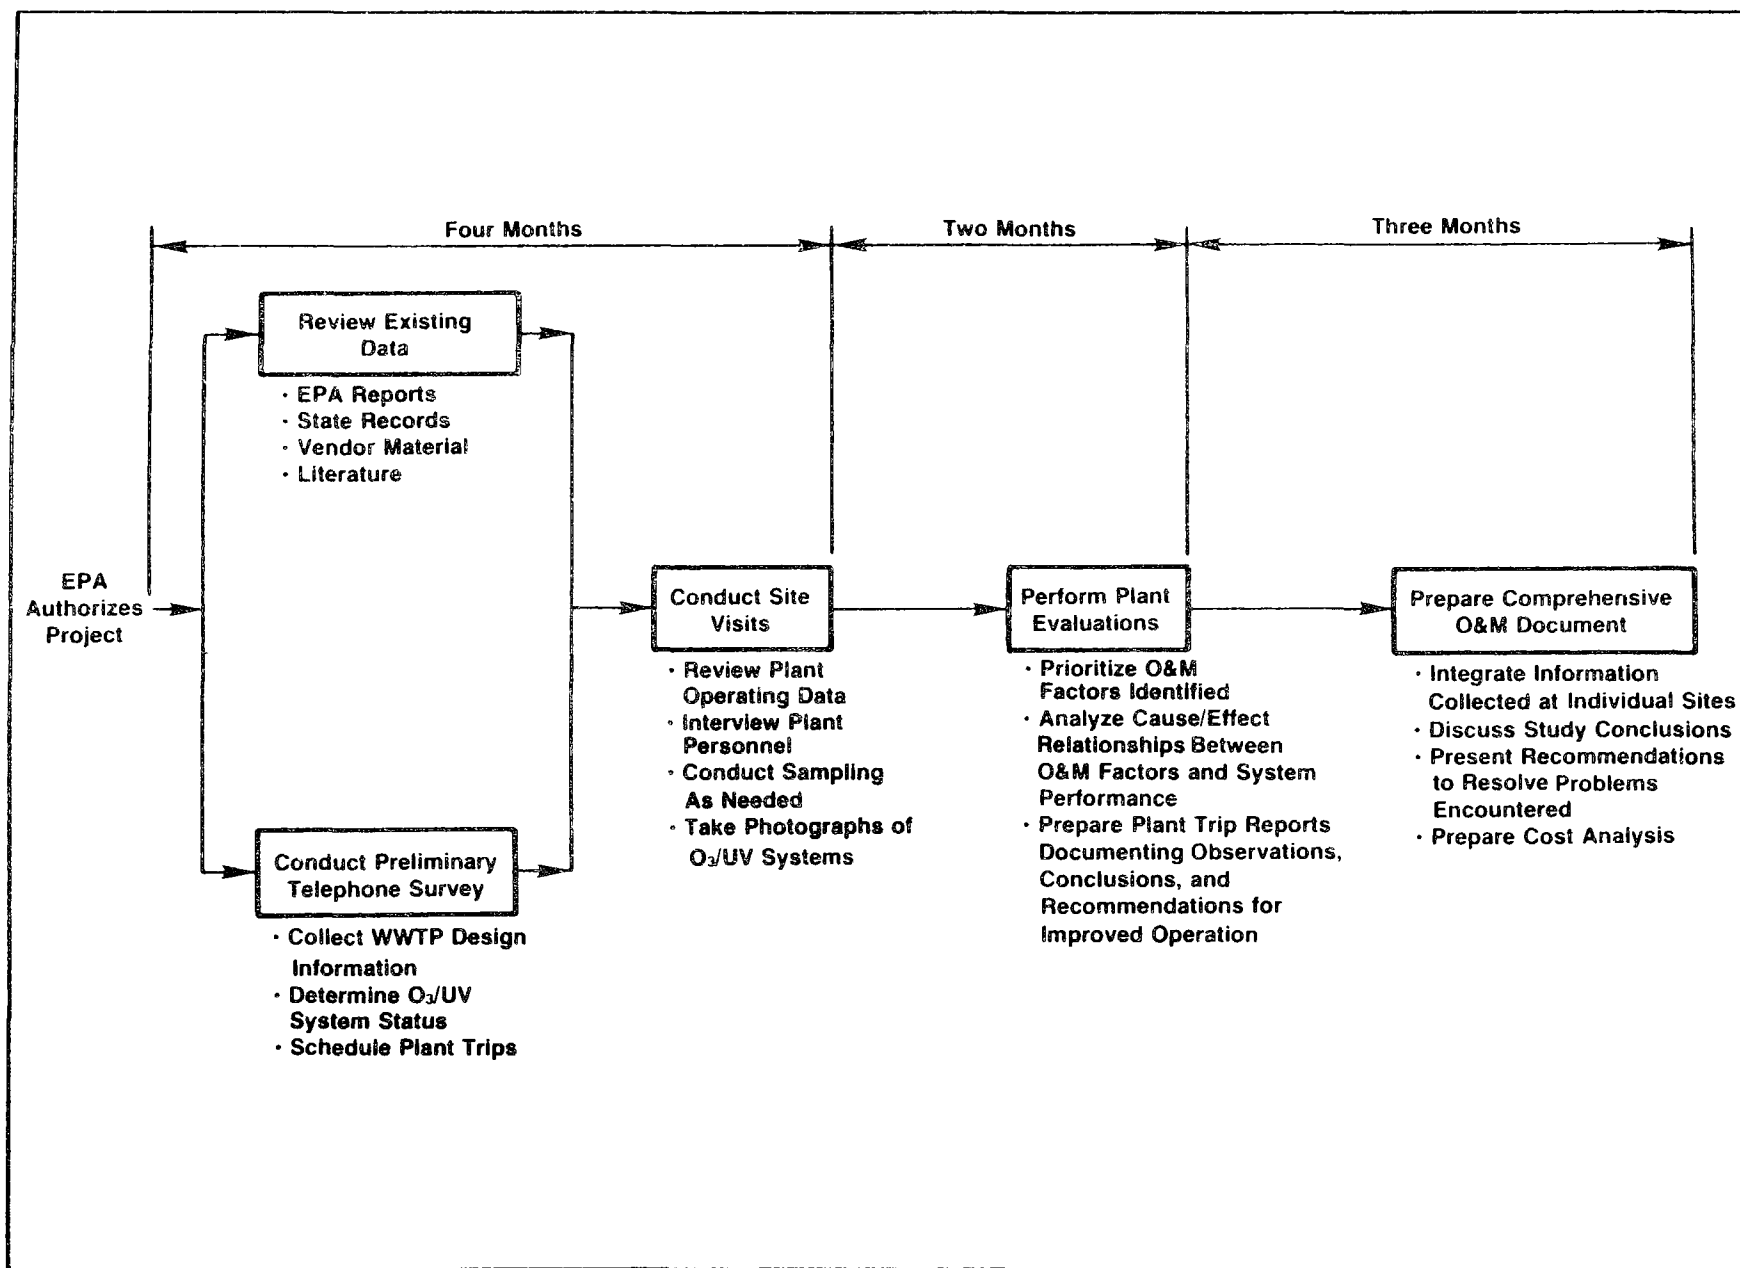 Four Months
Two Months
Three Months
Review Existing
Data
· EPA Reports
· State Records
· Vendor Material
· Literature
EPA
Authorizes
Project
Conduct Preliminary
Telephone Survey
· Collect WWTP Design
Information
· Determine O₃/UV
System Status
· Schedule Plant Trips
Conduct Site
Visits
· Review Plant
Operating Data
· Interview Plant
Personnel
· Conduct Sampling
As Needed
· Take Photographs of
O₃/UV Systems
Perform Plant
Evaluations
· Prioritize O&M
Factors Identified
· Analyze Cause/Effect
Relationships Between
O&M Factors and System
Performance
· Prepare Plant Trip Reports
Documenting Observations,
Conclusions, and
Recommendations for
Improved Operation
Prepare Comprehensive
O&M Document
· Integrate Information
Collected at Individual Sites
· Discuss Study Conclusions
· Present Recommendations
to Resolve Problems
Encountered
· Prepare Cost Analysis